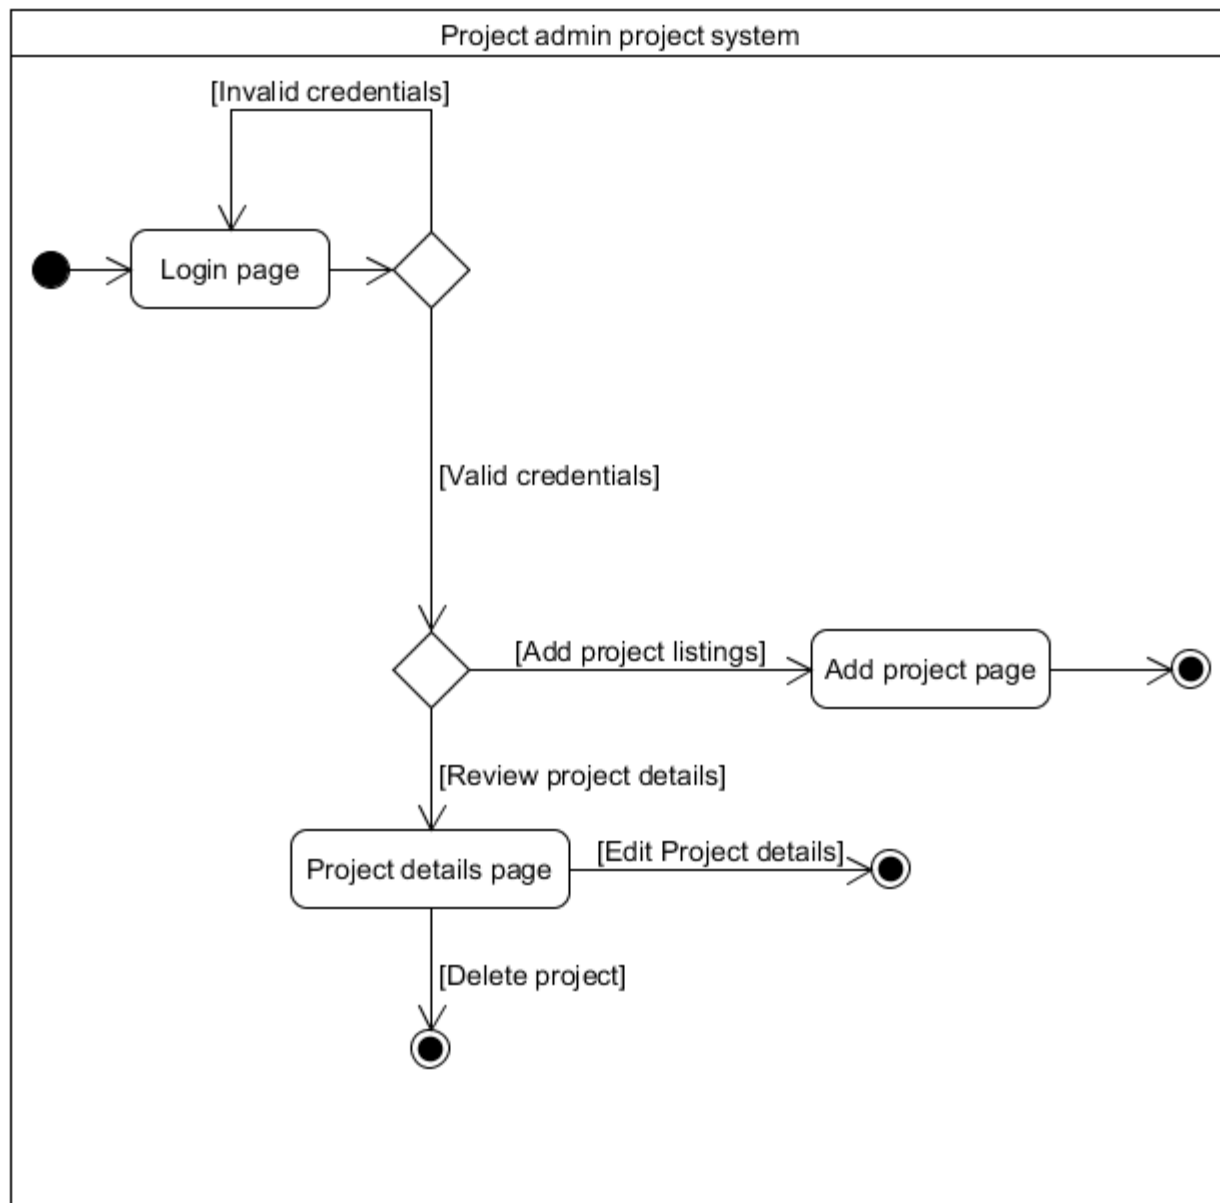 Project admin project system
[Invalid credentials]
Login page
[Valid credentials]
[Add project listings]
Add project page
[Review project details]
Project details page
[Edit Project details]
[Delete project]